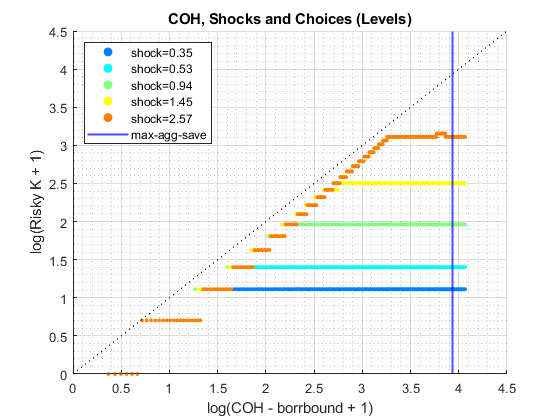 COH, Shocks and Choices (Levels)
4.5
4
3.5
3
2.5
2
1.5
1
0.5
0
log(Risky K + 1)
shock=0.35
shock=0.53
shock=0.94
shock=1.45
shock=2.57
max-agg-save
0 0.5 1 1.5 2 2.5 3 3.5 4 4.5
log(COH - borrbound + 1)